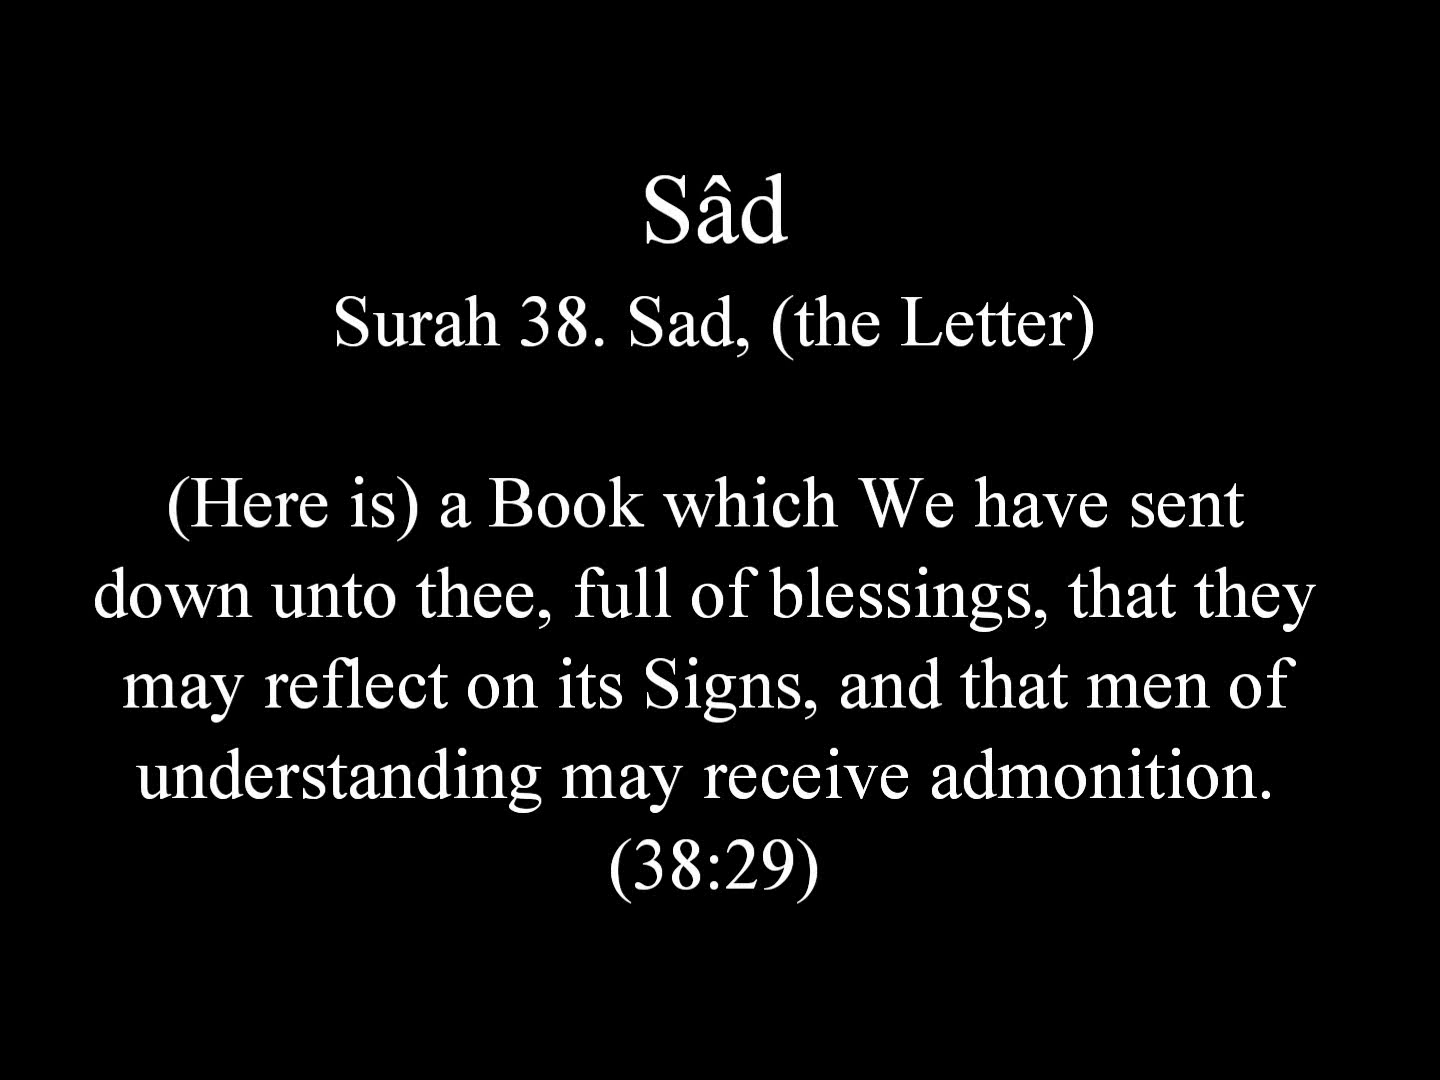 Sâd
Surah 38. Sad, (the Letter)
(Here is) a Book which We have sent
down unto thee, full of blessings, that they
may reflect on its Signs, and that men of
understanding may receive admonition.
(38:29)